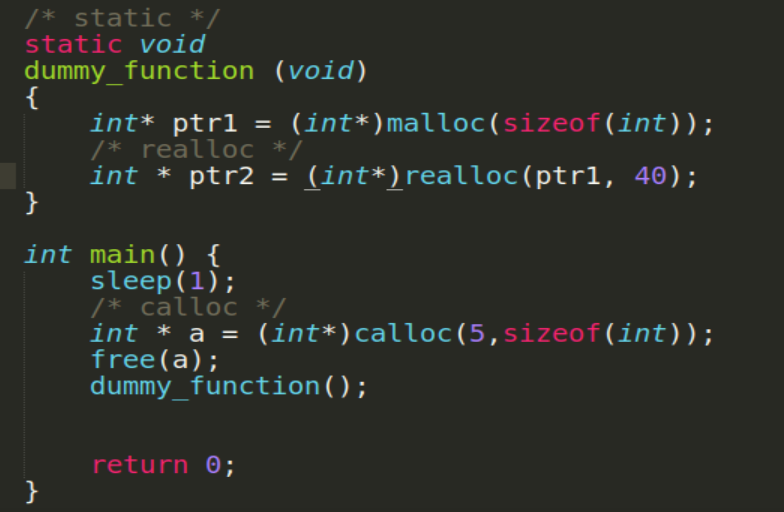 /* static */
static void
dummy_function (void)
{
    int* ptr1 = (int*)malloc(sizeof(int));
    /* realloc */
    int * ptr2 = (int*)realloc(ptr1, 40);
}

int main() {
    sleep(1);
    /* calloc */
    int * a = (int*)calloc(5,sizeof(int));
    free(a);
    dummy_function();


    return 0;
}